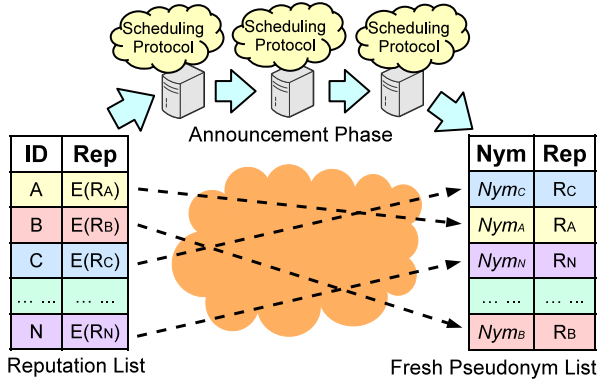 Scheduling Protocol
Scheduling Protocol
Scheduling Protocol
Announcement Phase
ID Rep
A E(RA)
B E(RB)
C E(RC)
... ... ... ...
N E(RN)
Reputation List
Nym Rep
NymC RC
NymA RA
NymN RN
... ... ... ...
NymB RB
Fresh Pseudonym List